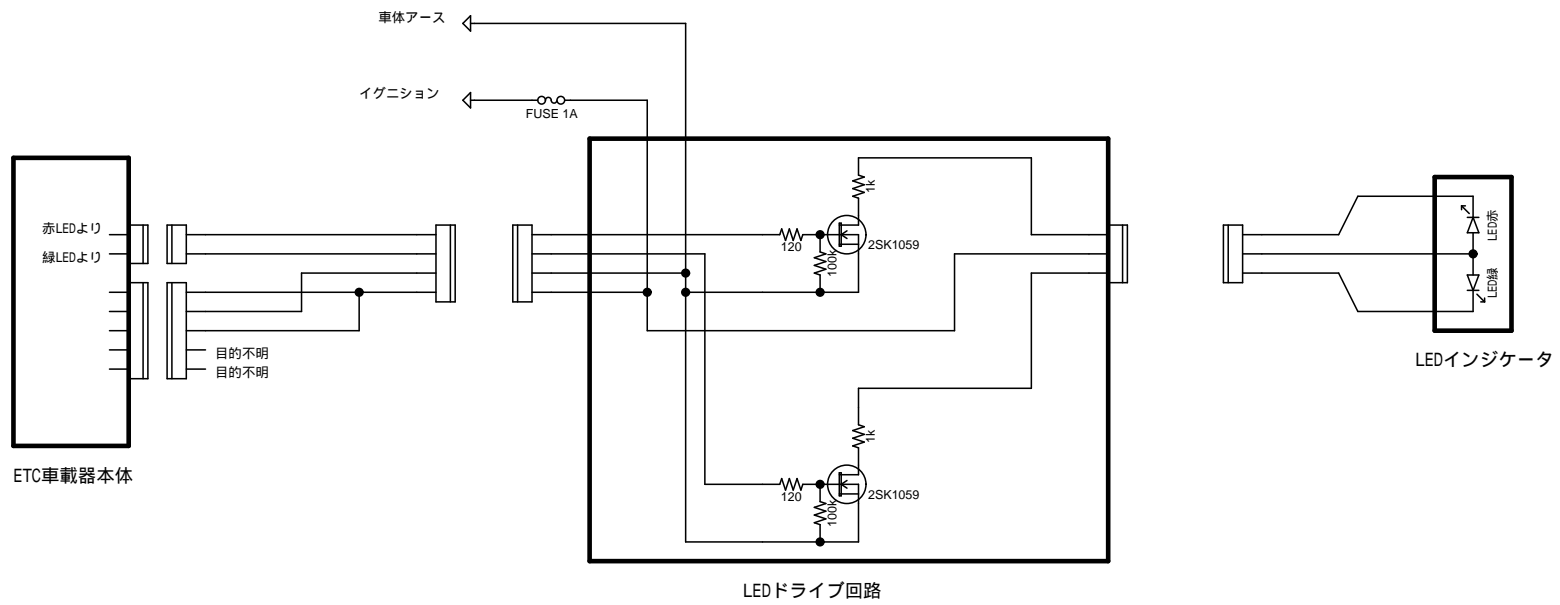 車体アース
イグニション
FUSE 1A
赤LEDより
緑LEDより
目的不明
目的不明
ETC車載器本体
1k
120
100k
2SK1059
1k
120
100k
2SK1059
LEDドライブ回路
LED赤
LED緑
LEDインジケータ